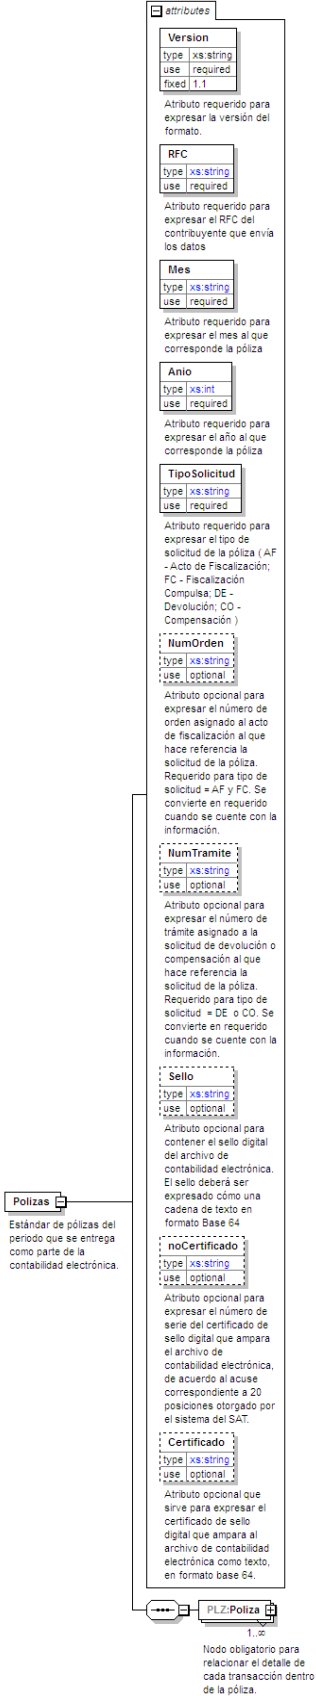 attributes
Version
type xs:string
use required
fixed 1.1
Atributo requerido para
expresar la versión del
formato.
RFC
type xs:string
use required
Atributo requerido para
expresar el RFC del
contribuyente que envía
los datos
Mes
type xs:string
use required
Atributo requerido para
expresar el mes al que
corresponde la póliza
Anio
type xs:int
use required
Atributo requerido para
expresar el año al que
corresponde la póliza
TipoSolicitud
type xs:string
use required
Atributo requerido para
expresar el tipo de
solicitud de la póliza ( AF
- Acto de Fiscalización;
FC - Fiscalización
Compulsa; DE -
Devolución; CO -
Compensación )
NumOrden
type xs:string
use optional
Atributo opcional para
expresar el número de
orden asignado al acto
de fiscalización al que
hace referencia la
solicitud de la póliza.
Requerido para tipo de
solicitud = AF y FC. Se
convierte en requerido
cuando se cuente con la
información.
NumTramite
type xs:string
use optional
Atributo opcional para
expresar el número de
trámite asignado a la
solicitud de devolución o
compensación al que
hace referencia la
solicitud de la póliza.
Requerido para tipo de
solicitud = DE o CO. Se
convierte en requerido
cuando se cuente con la
información.
Sello
type xs:string
use optional
Atributo opcional para
contener el sello digital
del archivo de
contabilidad electrónica.
El sello deberá ser
expresado cómo una
cadena de texto en
formato Base 64
noCertificado
type xs:string
use optional
Atributo opcional para
expresar el número de
serie del certificado de
sello digital que ampara
el archivo de
contabilidad electrónica,
de acuerdo al acuse
correspondiente a 20
posiciones otorgado por
el sistema del SAT.
Certificado
type xs:string
use optional
Atributo opcional que
sirve para expresar el
certificado de sello
digital que ampara al
archivo de contabilidad
electrónica como texto,
en formato base 64.
Polizas
Estándar de pólizas del
periodo que se entrega
como parte de la
contabilidad electrónica.
PLZ:Poliza
1..∞
Nodo obligatorio para
relacionar el detalle de
cada transacción dentro
de la póliza.